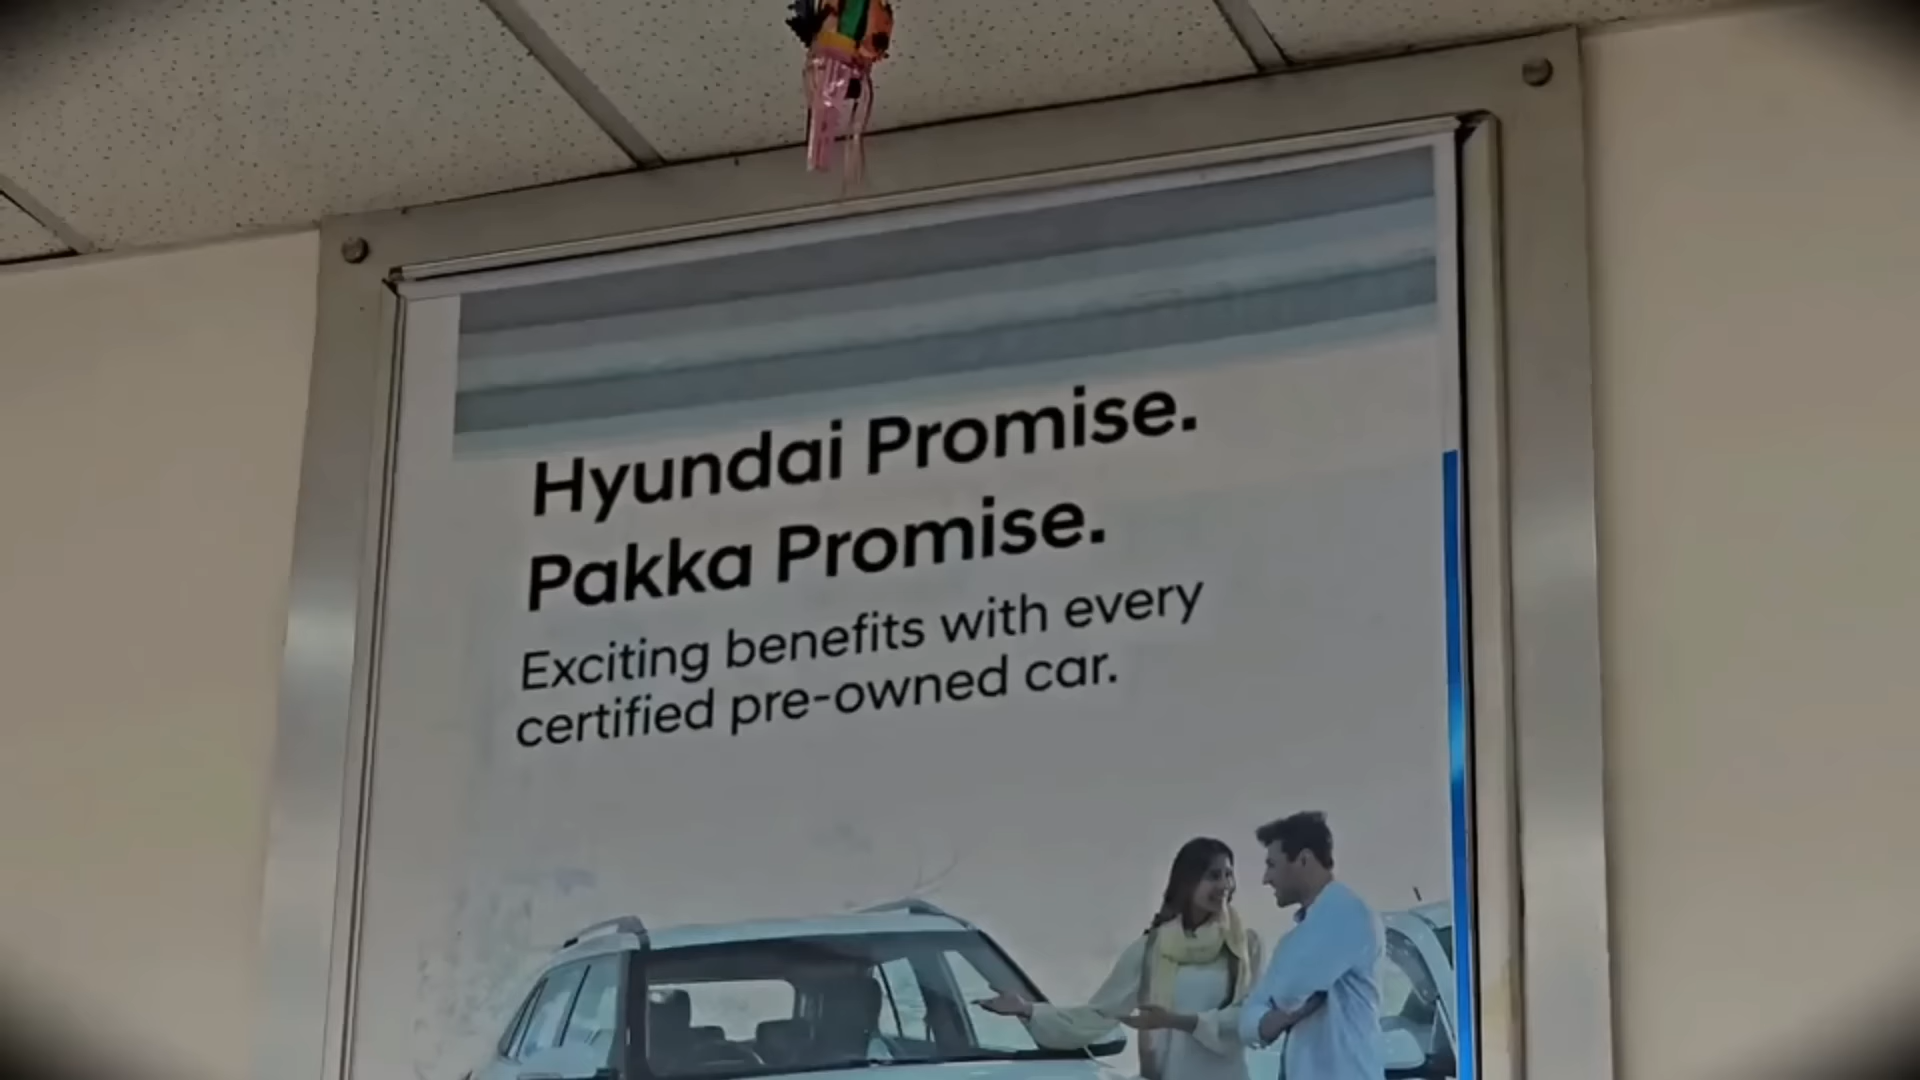 Hyundai Promise.
Pakka Promise.
Exciting benefits with every
certified pre-owned car.